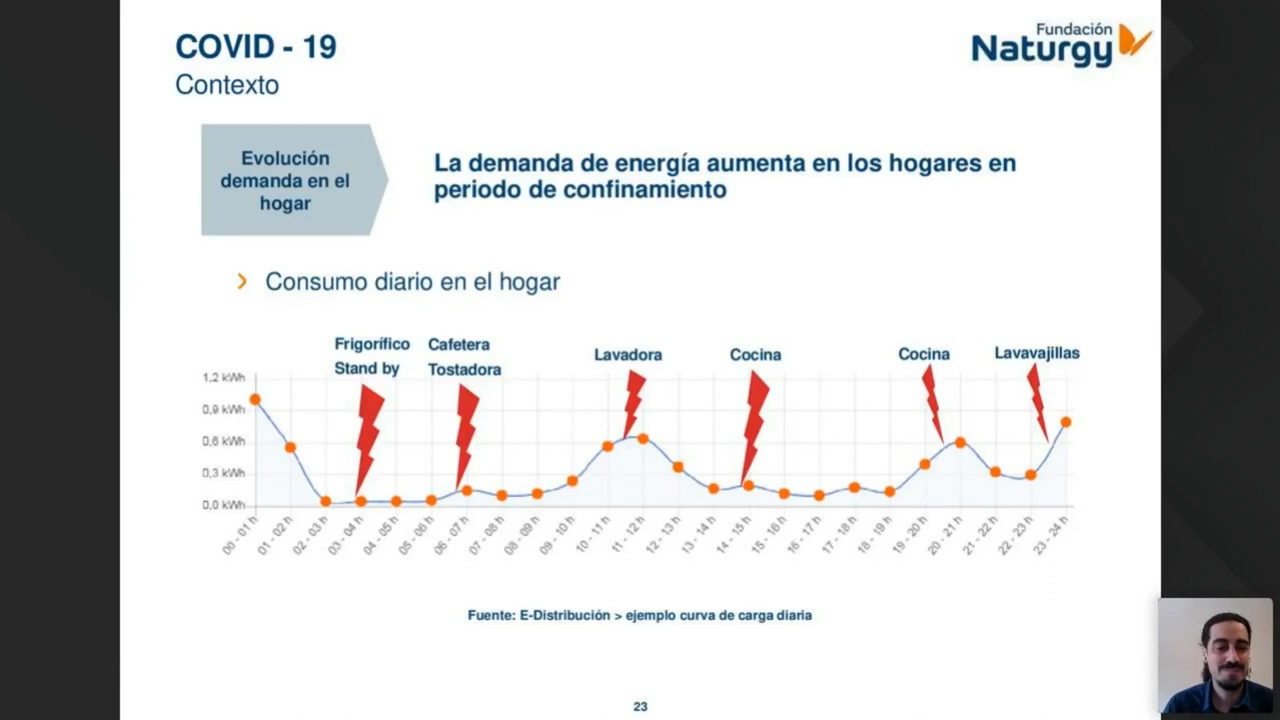 COVID - 19
Contexto
Fundación
Naturgy
Evolución
demanda en el
hogar
La demanda de energía aumenta en los hogares en
periodo de confinamiento
Consumo diario en el hogar
Frigorífico
Stand by
Cafetera
Tostadora
Lavadora
Cocina
Cocina
Lavavajillas
1,2 kWh
0,9 kWh
0,6 kWh
0,3 kWh
0,0 kWh
00 - 01 h
01 - 02 h
02 - 03 h
03 - 04 h
04 - 05 h
05 - 06 h
06 - 07 h
07 - 08 h
08 - 09 h
09 - 10 h
10 - 11 h
11 - 12 h
12 - 13 h
13 - 14 h
14 - 15 h
15 - 16 h
16 - 17 h
17 - 18 h
18 - 19 h
19 - 20 h
20 - 21 h
21 - 22 h
22 - 23 h
23 - 24 h
Fuente: E-Distribución > ejemplo curva de carga diaria
23